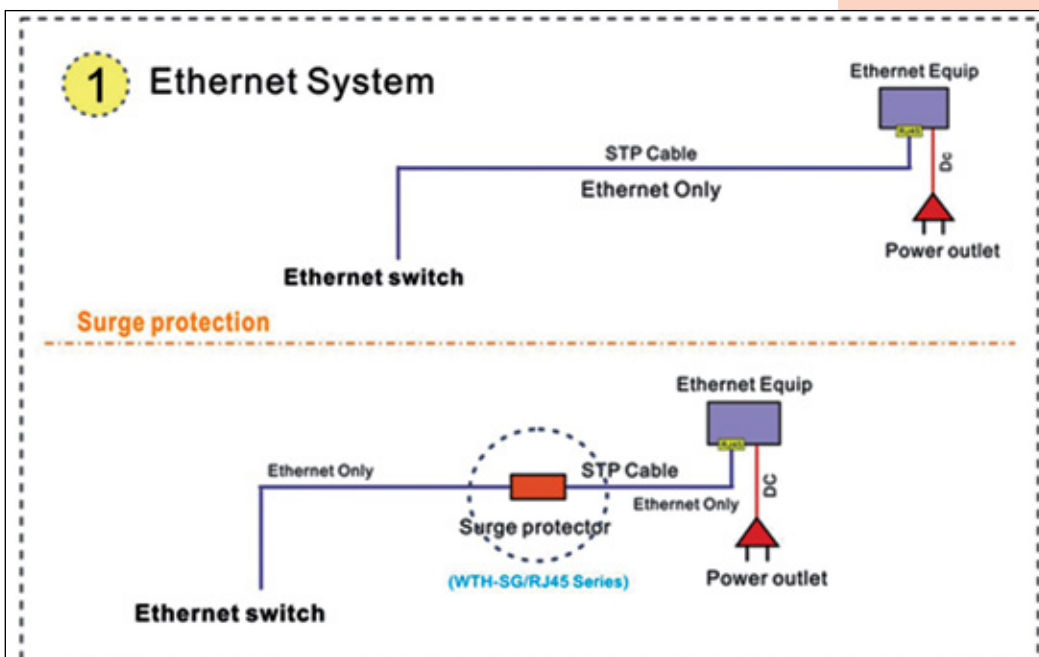 1 Ethernet System
Ethernet Equip
RJ45
STP Cable
Dc
Ethernet Only
Power outlet
Ethernet switch
Surge protection
Ethernet Equip
RJ45
Ethernet Only
STP Cable
DC
Ethernet Only
Surge protector
(WTH-SG/RJ45 Series)
Power outlet
Ethernet switch